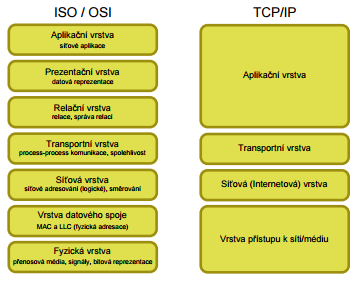 ISO / OSI
Aplikační vrstva
síťové aplikace
Prezentační vrstva
datová reprezentace
Relační vrstva
relace, správa relací
Transportní vrstva
process-process komunikace, spolehlivost
Síťová vrstva
síťové adresování (logické), směrování
Vrstva datového spoje
MAC a LLC (fyzická adresace)
Fyzická vrstva
přenosová média, signály, bitová reprezentace
TCP/IP
Aplikační vrstva
Transportní vrstva
Síťová (Internetová) vrstva
Vrstva přístupu k síti/médiu